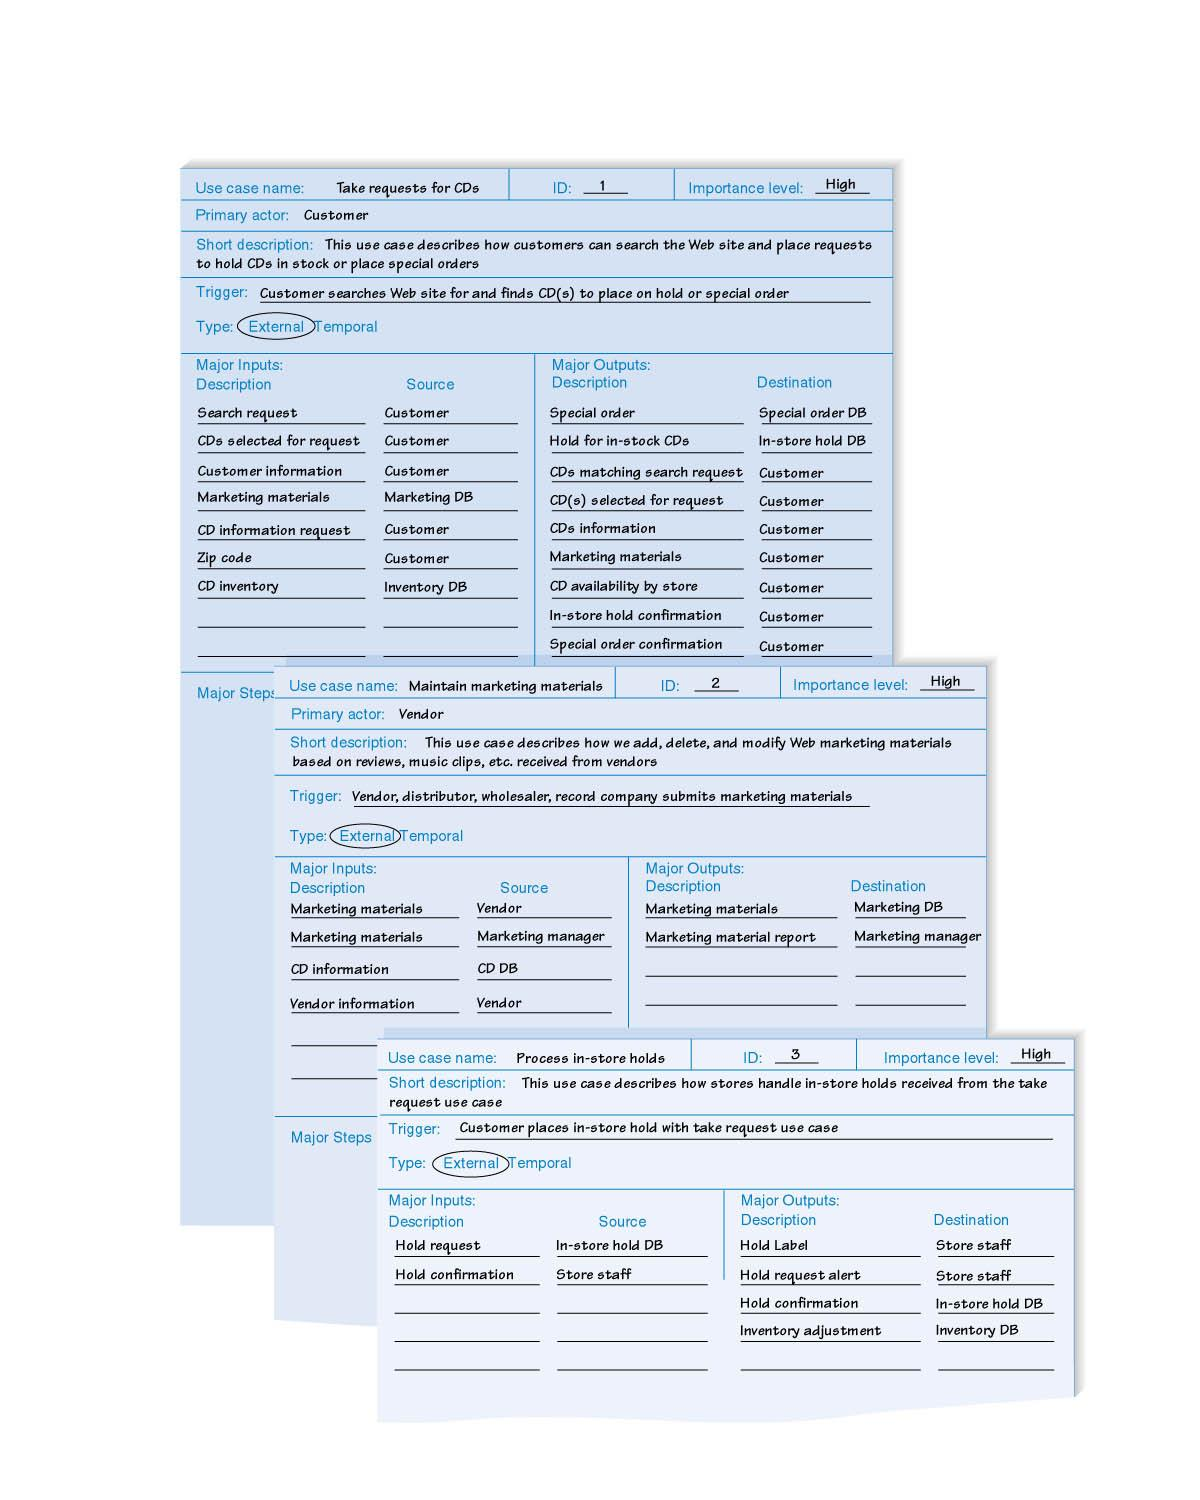 Use case name: Take requests for CDs ID: 1 Importance level: High
Primary actor: Customer
Short description: This use case describes how customers can search the Web site and place requests
to hold CDs in stock or place special orders
Trigger: Customer searches Web site for and finds CD(s) to place on hold or special order
Type: External Temporal
Major Inputs: Major Outputs:
Description Source Description Destination
Search request Customer Special order Special order DB
CDs selected for request Customer Hold for in-stock CDs In-store hold DB
Customer information Customer CDs matching search request Customer
Marketing materials Marketing DB CD(s) selected for request Customer
CD information request Customer CDs information Customer
Zip code Customer Marketing materials Customer
CD inventory Inventory DB CD availability by store Customer
In-store hold confirmation Customer
Special order confirmation Customer
Major Steps
Use case name: Maintain marketing materials ID: 2 Importance level: High
Primary actor: Vendor
Short description: This use case describes how we add, delete, and modify Web marketing materials
based on reviews, music clips, etc. received from vendors
Trigger: Vendor, distributor, wholesaler, record company submits marketing materials
Type: External Temporal
Major Inputs: Major Outputs:
Description Source Description Destination
Marketing materials Vendor Marketing materials Marketing DB
Marketing materials Marketing manager Marketing material report Marketing manager
CD information CD DB
Vendor information Vendor
Major Steps
Use case name: Process in-store holds ID: 3 Importance level: High
Short description: This use case describes how stores handle in-store holds received from the take
request use case
Trigger: Customer places in-store hold with take request use case
Type: External Temporal
Major Inputs: Major Outputs:
Description Source Description Destination
Hold request In-store hold DB Hold Label Store staff
Hold confirmation Store staff Hold request alert Store staff
Hold confirmation In-store hold DB
Inventory adjustment Inventory DB